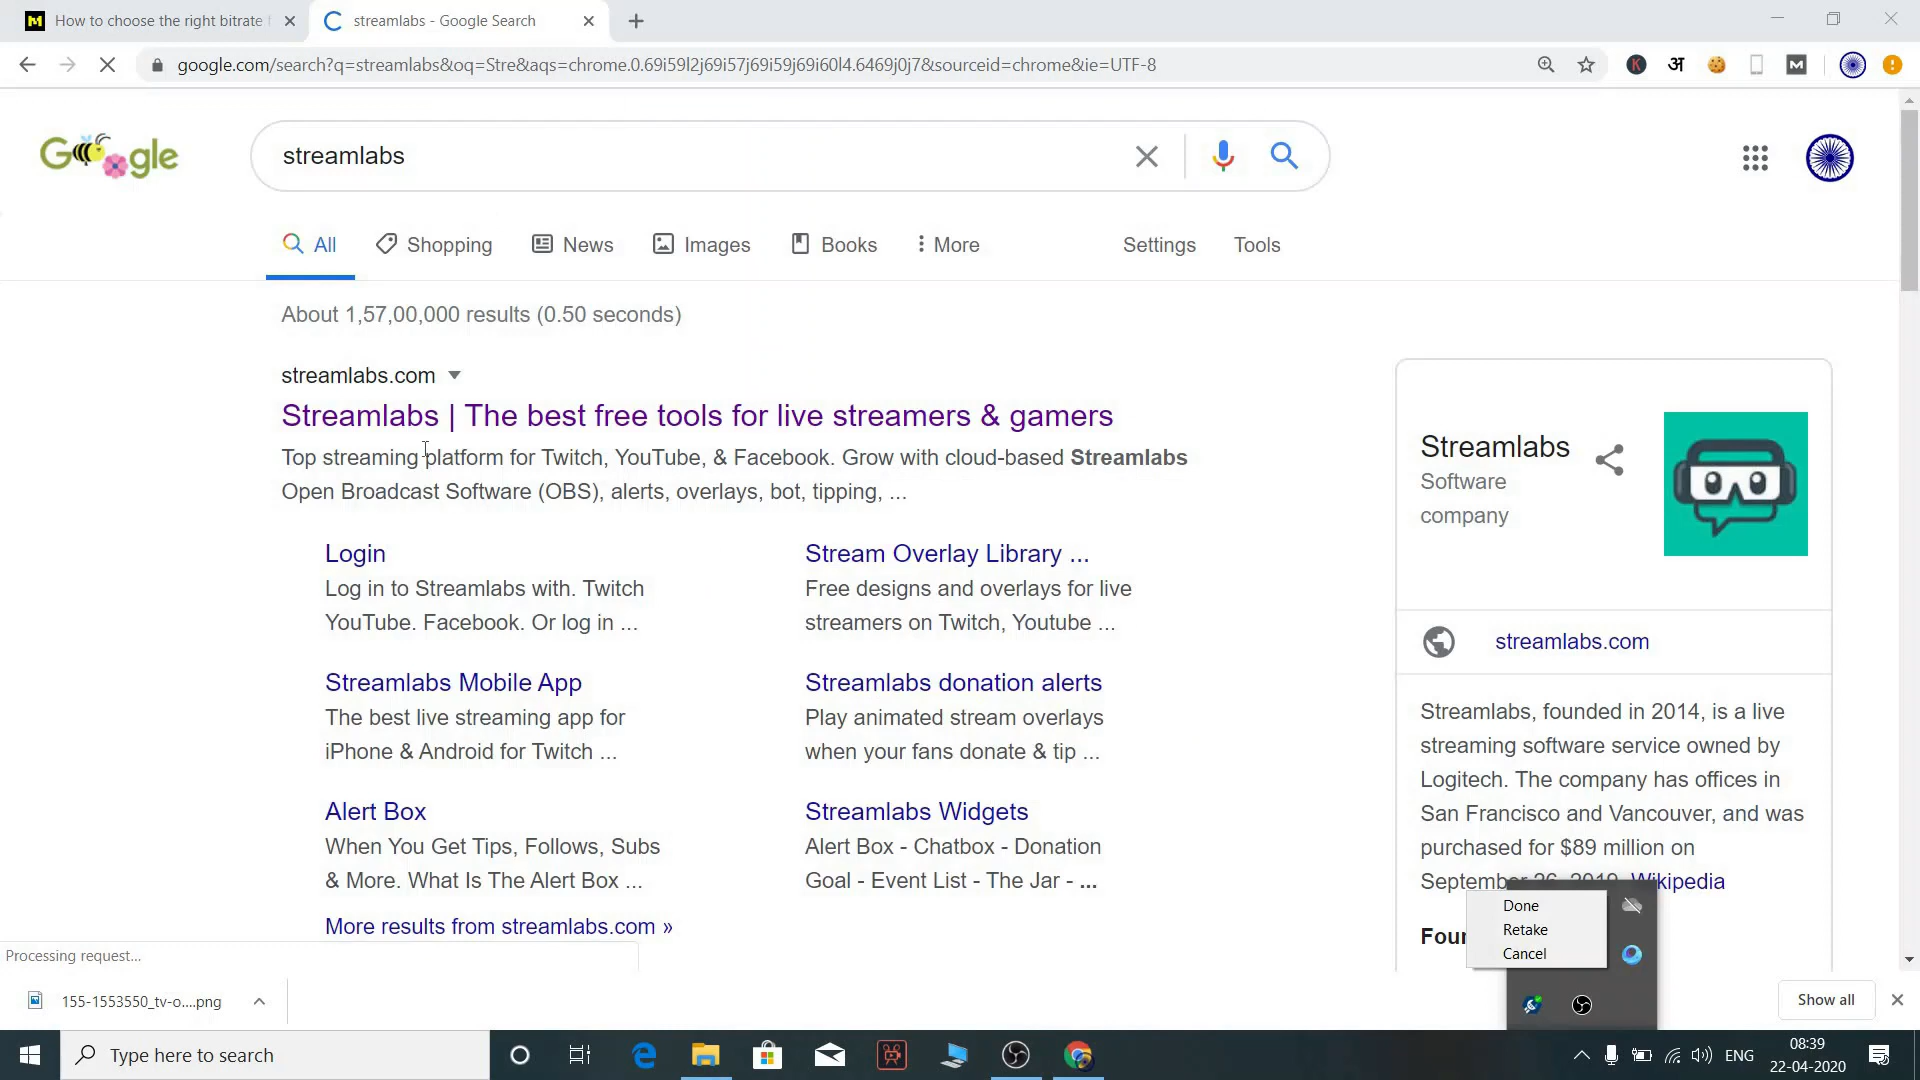 How to choose the right bitrate
streamlabs - Google Search
google.com/search?q=streamlabs&oq=Stre&aqs=chrome.0.69i59l2j69i57j69i59j69i60l4.6469j0j7&sourceid=chrome&ie=UTF-8
K
अ
M
Google
streamlabs
All
Shopping
News
Images
Books
More
Settings
Tools
About 1,57,00,000 results (0.50 seconds)
streamlabs.com
Streamlabs | The best free tools for live streamers & gamers
Top streaming platform for Twitch, YouTube, & Facebook. Grow with cloud-based Streamlabs
Open Broadcast Software (OBS), alerts, overlays, bot, tipping, ...
Login
Log in to Streamlabs with. Twitch
YouTube. Facebook. Or log in ...
Stream Overlay Library ...
Free designs and overlays for live
streamers on Twitch, Youtube ...
Streamlabs Mobile App
The best live streaming app for
iPhone & Android for Twitch ...
Streamlabs donation alerts
Play animated stream overlays
when your fans donate & tip ...
Alert Box
When You Get Tips, Follows, Subs
& More. What Is The Alert Box ...
Streamlabs Widgets
Alert Box - Chatbox - Donation
Goal - Event List - The Jar - ...
More results from streamlabs.com »
Streamlabs
Software
company
streamlabs.com
Streamlabs, founded in 2014, is a live
streaming software service owned by
Logitech. The company has offices in
San Francisco and Vancouver, and was
purchased for $89 million on
September 26, 2019. Wikipedia
Done
Retake
Cancel
Processing request...
155-1553550_tv-o....png
Show all
Type here to search
ENG
08:39
22-04-2020